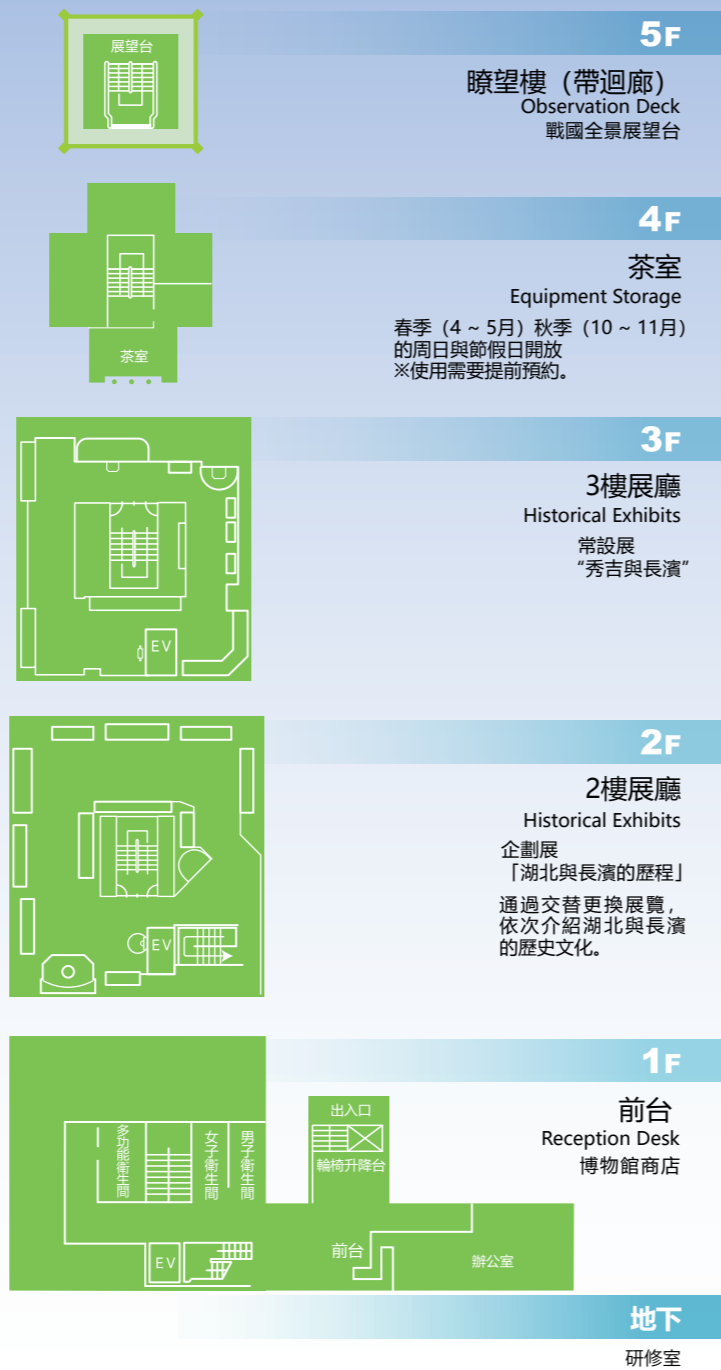 5F
展望台
瞭望樓（帶迴廊）
Observation Deck
戰國全景展望台
4F
茶室
Equipment Storage
春季（4 ~ 5月）秋季（10 ~ 11月）
的周日與節假日開放
※使用需要提前預約。
茶室
3F
3樓展廳
Historical Exhibits
常設展
“秀吉與長濱”
EV
2F
2樓展廳
Historical Exhibits
企劃展
「湖北與長濱的歷程」
通過交替更換展覽，
依次介紹湖北與長濱
的歷史文化。
EV
1F
前台
Reception Desk
博物館商店
出入口
輪椅升降台
多功能衛生間
女子衛生間
男子衛生間
前台
辦公室
EV
地下
研修室